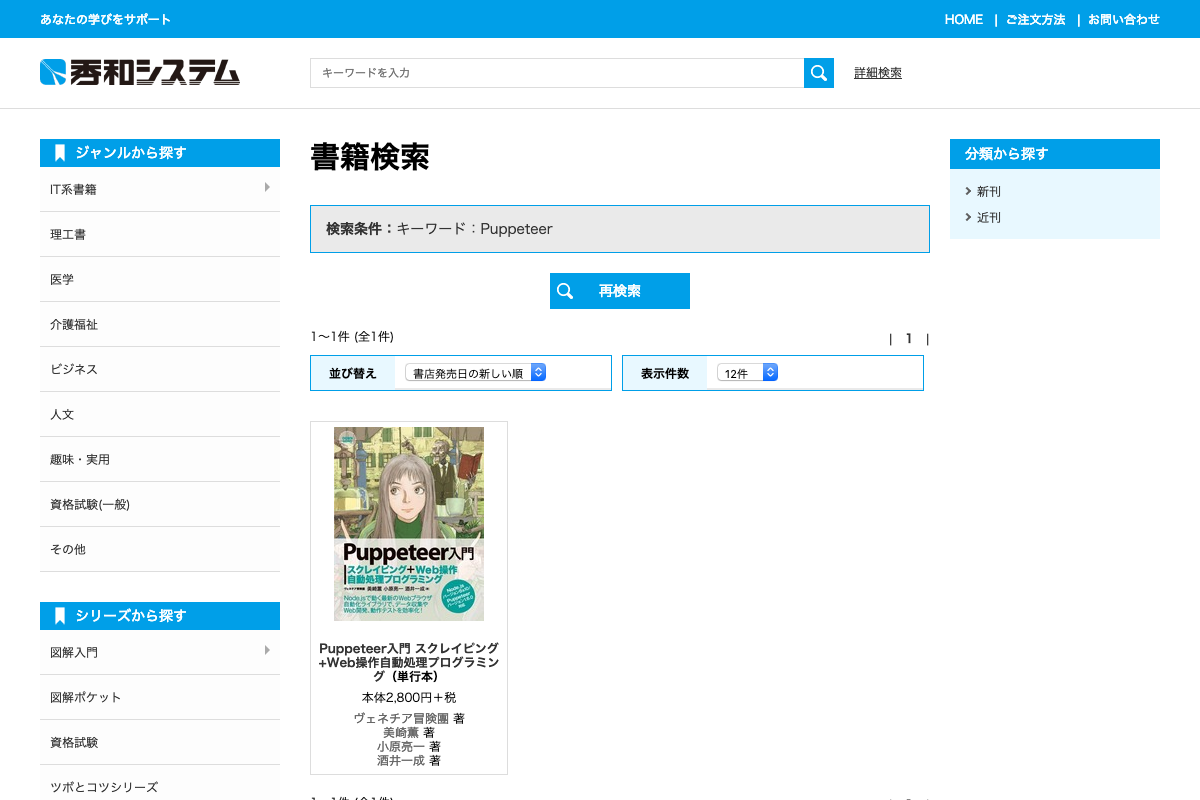 あなたの学びをサポート
HOME | ご注文方法 | お問い合わせ
秀和システム
キーワードを入力
詳細検索
ジャンルから探す
IT系書籍
理工書
医学
介護福祉
ビジネス
人文
趣味・実用
資格試験(一般)
その他
シリーズから探す
図解入門
図解ポケット
資格試験
ツボとコツシリーズ
書籍検索
検索条件：キーワード：Puppeteer
再検索
1〜1件 (全1件)
| 1 |
並び替え 書店発売日の新しい順
表示件数 12件
Puppeteer入門
スクレイピング+Web操作
自動処理プログラミング
ヴェネチア冒険團 美崎薫 小原亮一 酒井一成 著
Node.jsで動く最新のWebブラウザ
自動化ライブラリで、データ収集や
Web開発、動作テストを効率化!
Puppeteer入門 スクレイピング
+Web操作自動処理プログラミン
グ（単行本）
本体2,800円＋税
ヴェネチア冒険團 著
美崎薫 著
小原亮一 著
酒井一成 著
分類から探す
新刊
近刊